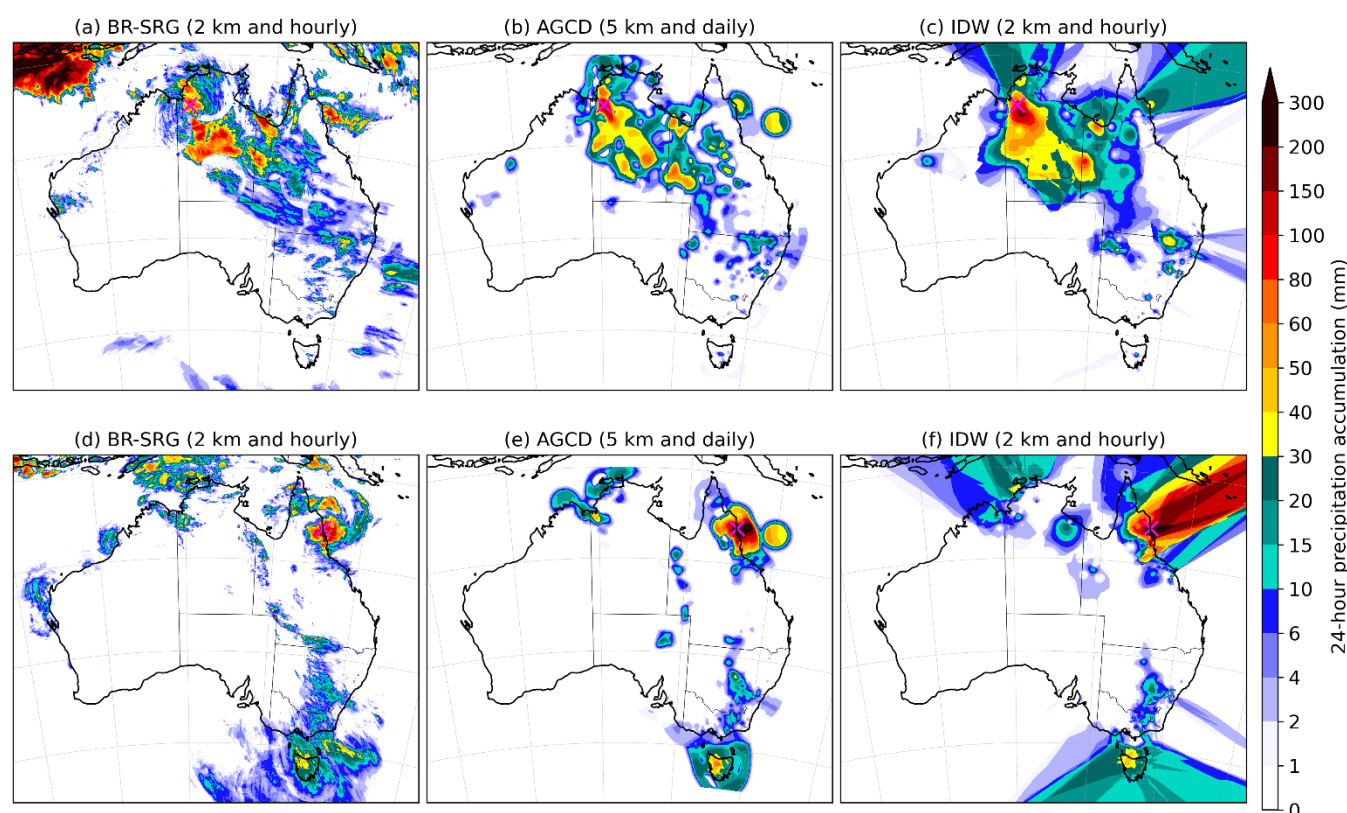 (a) BR-SRG (2 km and hourly)
(b) AGCD (5 km and daily)
(c) IDW (2 km and hourly)
(d) BR-SRG (2 km and hourly)
(e) AGCD (5 km and daily)
(f) IDW (2 km and hourly)
300
200
150
100
80
60
50
40
30
20
15
10
6
4
2
1
0
24-hour precipitation accumulation (mm)